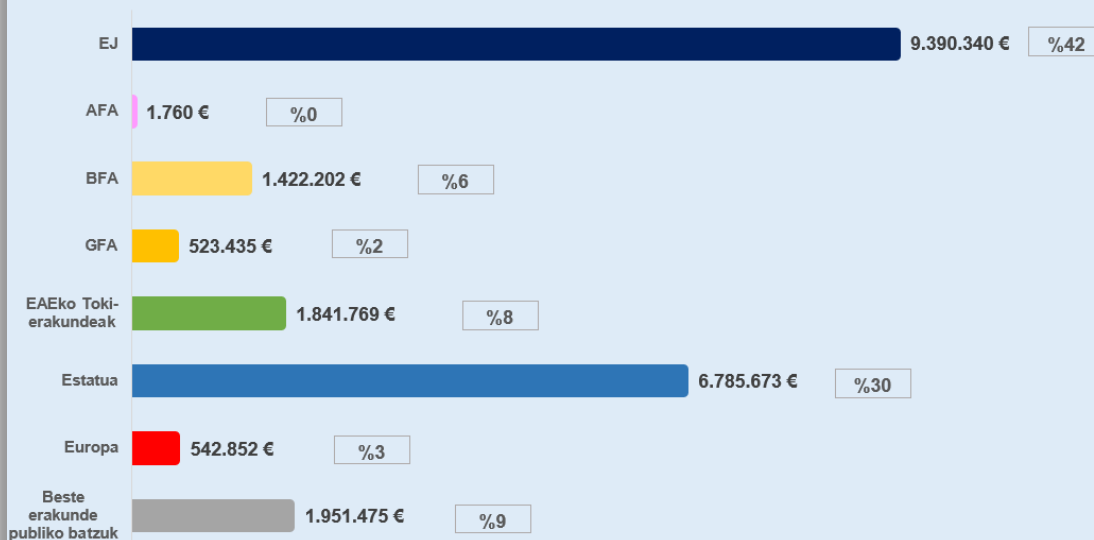 EJ 9.390.340 € %42
AFA 1.760 € %0
BFA 1.422.202 € %6
GFA 523.435 € %2
EAEko Toki-
erakundeak 1.841.769 € %8
Estatua 6.785.673 € %30
Europa 542.852 € %3
Beste
erakunde 1.951.475 € %9
publiko batzuk